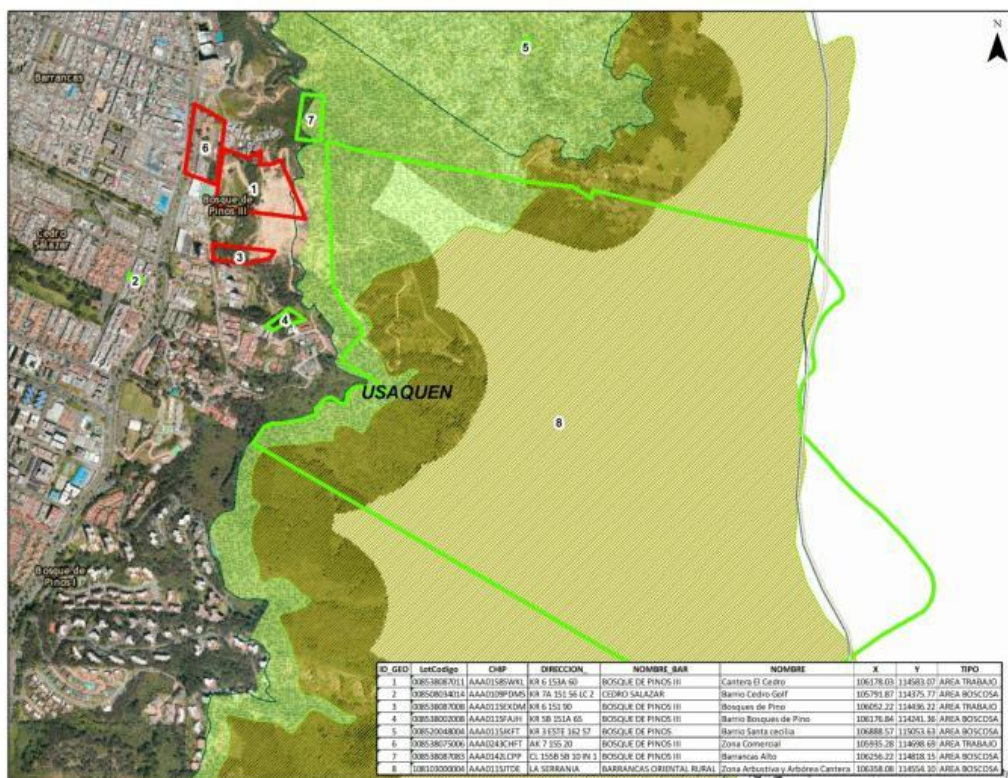 N
Barrancas
5
7
6
1
Bosque de
Pinos III
Cedro
Salazar
3
2
4
USAQUEN
8
Bosque de
Pinos I
ID_GEO LotCodigo CHIP DIRECCION_ NOMBRE_BAR NOMBRE X Y TIPO
1 008538087011 AAA0158SWKL KR 6 153A 60 BOSQUE DE PINOS III Cantera El Cedro 106178.03 114583.07 AREA TRABAJO
2 008508034014 AAA0109PDMS KR 7A 151 56 LC 2 CEDRO SALAZAR Barrio Cedro Golf 105791.87 114375.77 AREA BOSCOSA
3 008538087008 AAA0115EXDM KR 6 151 90 BOSQUE DE PINOS III Bosques de Pino 106052.22 114436.22 AREA TRABAJO
4 008538002008 AAA0115FAJH KR 5B 151A 65 BOSQUE DE PINOS III Barrio Bosques de Pino 106176.84 114241.36 AREA BOSCOSA
5 008520048004 AAA0115JKFT KR 3 ESTE 162 57 BOSQUE DE PINOS Barrio Santa cecilia 106888.57 115053.63 AREA BOSCOSA
6 008538075006 AAA0243CHFT AK 7 155 20 BOSQUE DE PINOS III Zona Comercial 105935.28 114698.69 AREA TRABAJO
7 008538087083 AAA0142LCPP CL 155B 5B 10 IN 1 BOSQUE DE PINOS III Barrancas Alto 106256.22 114818.15 AREA BOSCOSA
8 108103000004 AAA0115JTDE LA SERRANIA BARRANCAS ORIENTAL RURAL Zona Arbustiva y Arbórea Cantera 106358.08 114556.10 AREA BOSCOSA